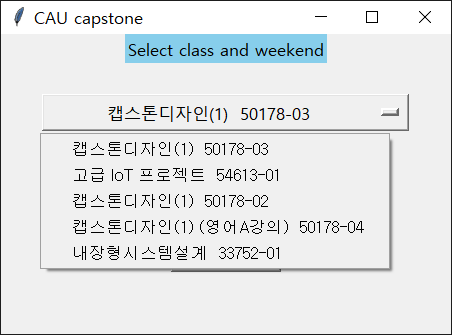 CAU capstone
Select class and weekend
캡스톤디자인(1) 50178-03
캡스톤디자인(1) 50178-03
고급 IoT 프로젝트 54613-01
캡스톤디자인(1) 50178-02
캡스톤디자인(1)(영어A강의) 50178-04
내장형시스템설계 33752-01